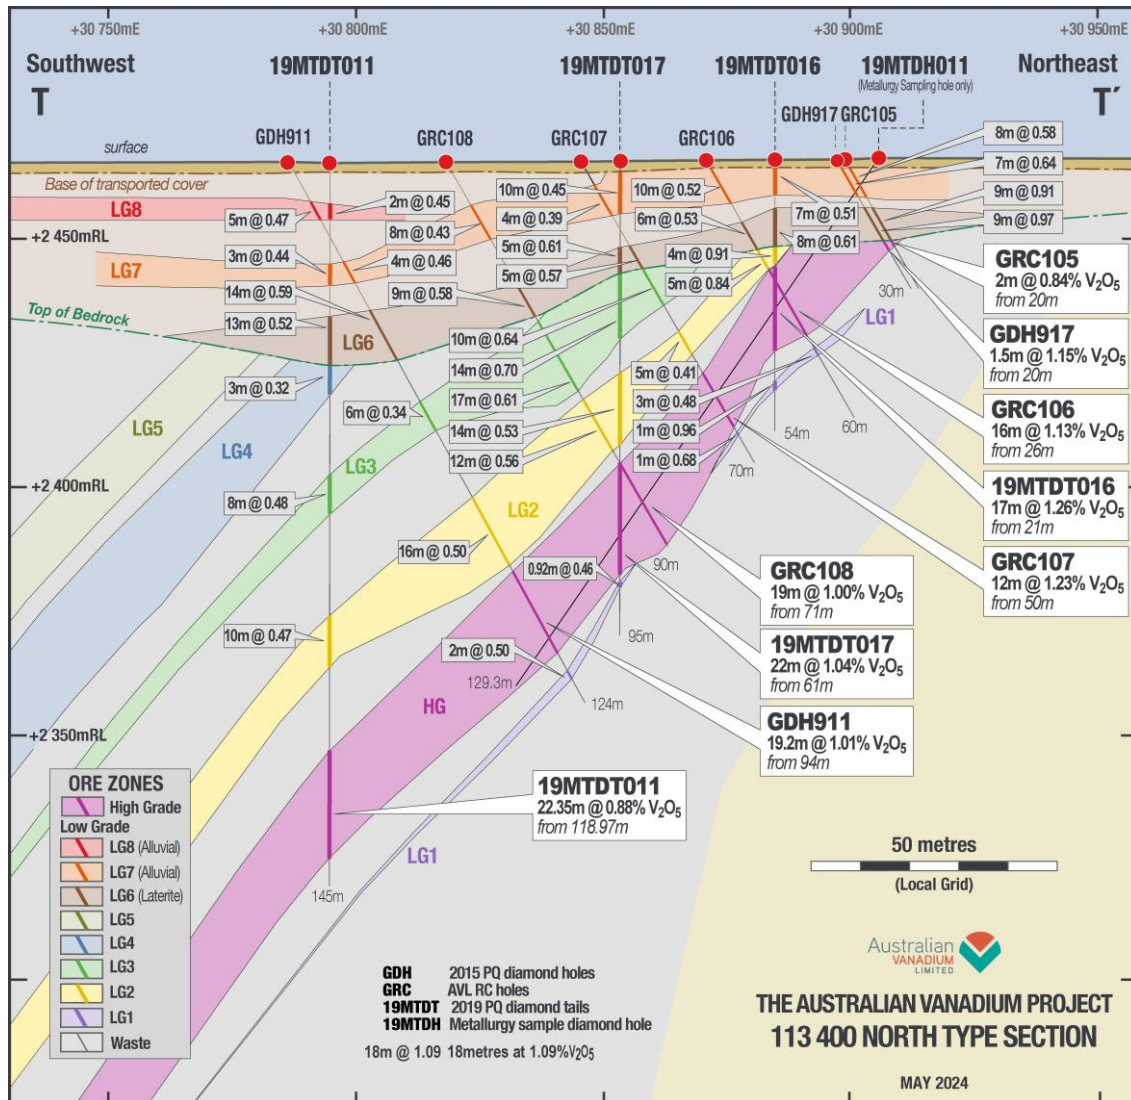 +30 750mE
+30 800mE
+30 850mE
+30 900mE
+30 950mE
Southwest
19MTDT011
19MTDT017
19MTDT016
19MTDH011
Northeast
(Metallurgy Sampling hole only)
T
T´
GDH911
GRC108
GRC107
GRC106
GDH917
GRC105
surface
Base of transported cover
LG8
+2 450mRL
LG7
Top of Bedrock
LG6
5m @ 0.47
2m @ 0.45
8m @ 0.43
3m @ 0.44
4m @ 0.46
14m @ 0.59
13m @ 0.52
9m @ 0.58
3m @ 0.32
10m @ 0.45
4m @ 0.39
5m @ 0.61
5m @ 0.57
10m @ 0.52
6m @ 0.53
4m @ 0.91
5m @ 0.84
7m @ 0.51
8m @ 0.61
8m @ 0.58
7m @ 0.64
9m @ 0.91
9m @ 0.97
30m
LG1
10m @ 0.64
14m @ 0.70
17m @ 0.61
14m @ 0.53
12m @ 0.56
6m @ 0.34
5m @ 0.41
3m @ 0.48
1m @ 0.96
1m @ 0.68
54m
60m
70m
LG5
LG4
LG3
LG2
+2 400mRL
8m @ 0.48
16m @ 0.50
0.92m @ 0.46
90m
95m
10m @ 0.47
2m @ 0.50
129.3m
124m
HG
+2 350mRL
145m
LG1
GRC105
2m @ 0.84% V₂O₅
from 20m
GDH917
1.5m @ 1.15% V₂O₅
from 20m
GRC106
16m @ 1.13% V₂O₅
from 26m
19MTDT016
17m @ 1.26% V₂O₅
from 21m
GRC107
12m @ 1.23% V₂O₅
from 50m
GRC108
19m @ 1.00% V₂O₅
from 71m
19MTDT017
22m @ 1.04% V₂O₅
from 61m
GDH911
19.2m @ 1.01% V₂O₅
from 94m
19MTDT011
22.35m @ 0.88% V₂O₅
from 118.97m
ORE ZONES
High Grade
Low Grade
LG8 (Alluvial)
LG7 (Alluvial)
LG6 (Laterite)
LG5
LG4
LG3
LG2
LG1
Waste
50 metres
(Local Grid)
GDH 2015 PQ diamond holes
GRC AVL RC holes
19MTDT 2019 PQ diamond tails
19MTDH Metallurgy sample diamond hole
18m @ 1.09 18metres at 1.09%V₂O₅
Australian
VANADIUM
LIMITED
THE AUSTRALIAN VANADIUM PROJECT
113 400 NORTH TYPE SECTION
MAY 2024